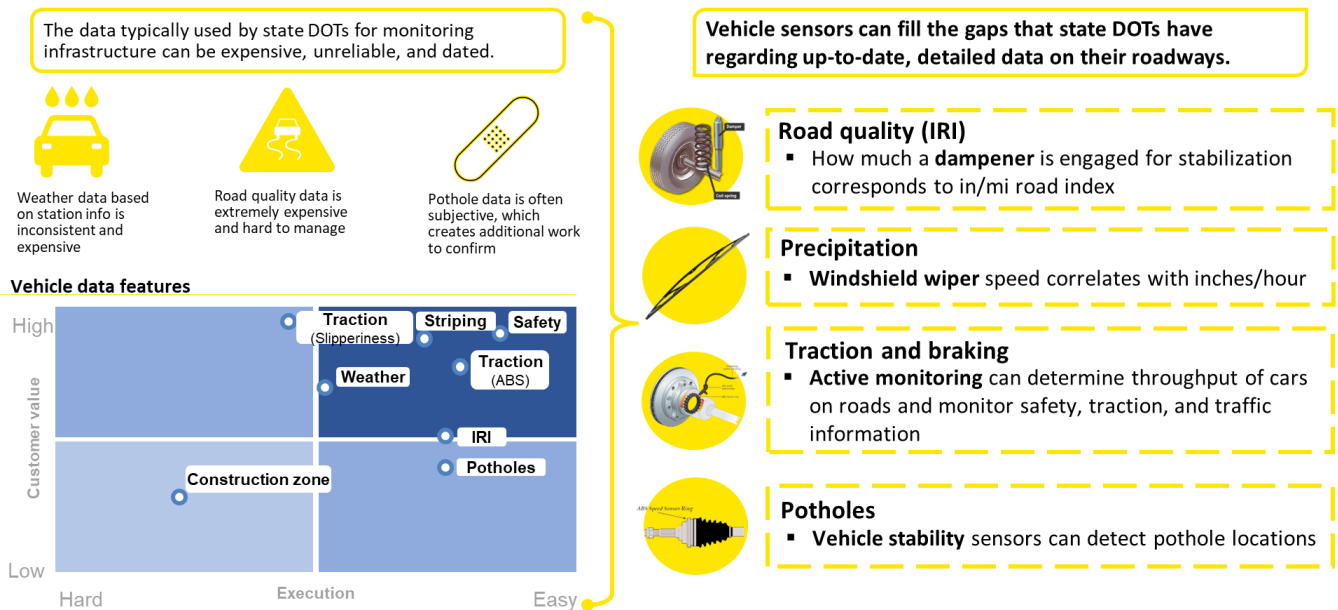 The data typically used by state DOTs for monitoring
infrastructure can be expensive, unreliable, and dated.
Weather data based
on station info is
inconsistent and
expensive
Road quality data is
extremely expensive
and hard to manage
Pothole data is often
subjective, which
creates additional work
to confirm
Vehicle data features
High
Customer value
Low
Hard
Execution
Easy
Traction
(Slipperiness)
Striping
Safety
Traction
(ABS)
Weather
IRI
Potholes
Construction zone
Vehicle sensors can fill the gaps that state DOTs have
regarding up-to-date, detailed data on their roadways.
Damper
Coil spring
Road quality (IRI)
▪ How much a dampener is engaged for stabilization
corresponds to in/mi road index
Precipitation
▪ Windshield wiper speed correlates with inches/hour
Traction and braking
▪ Active monitoring can determine throughput of cars
on roads and monitor safety, traction, and traffic
information
ABS Speed Sensor Ring
Potholes
▪ Vehicle stability sensors can detect pothole locations